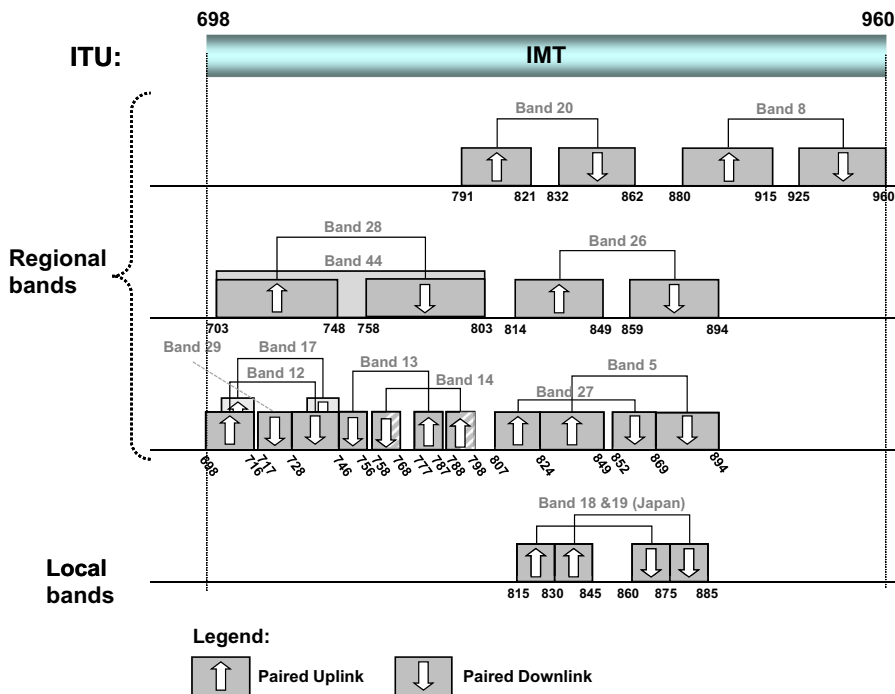 698 960
ITU: IMT
Band 20 Band 8
791 821 832 862 880 915 925 960
Regional
bands
Band 28 Band 26
Band 44
703 748 758 803 814 849 859 894
Band 29 Band 17 Band 13 Band 5
Band 12 Band 14 Band 27
698 716 717 728 746 756 758 768 777 787 788 798 807 824 849 852 869 894
Band 18 &19 (Japan)
Local
bands
815 830 845 860 875 885
Legend:
Paired Uplink Paired Downlink